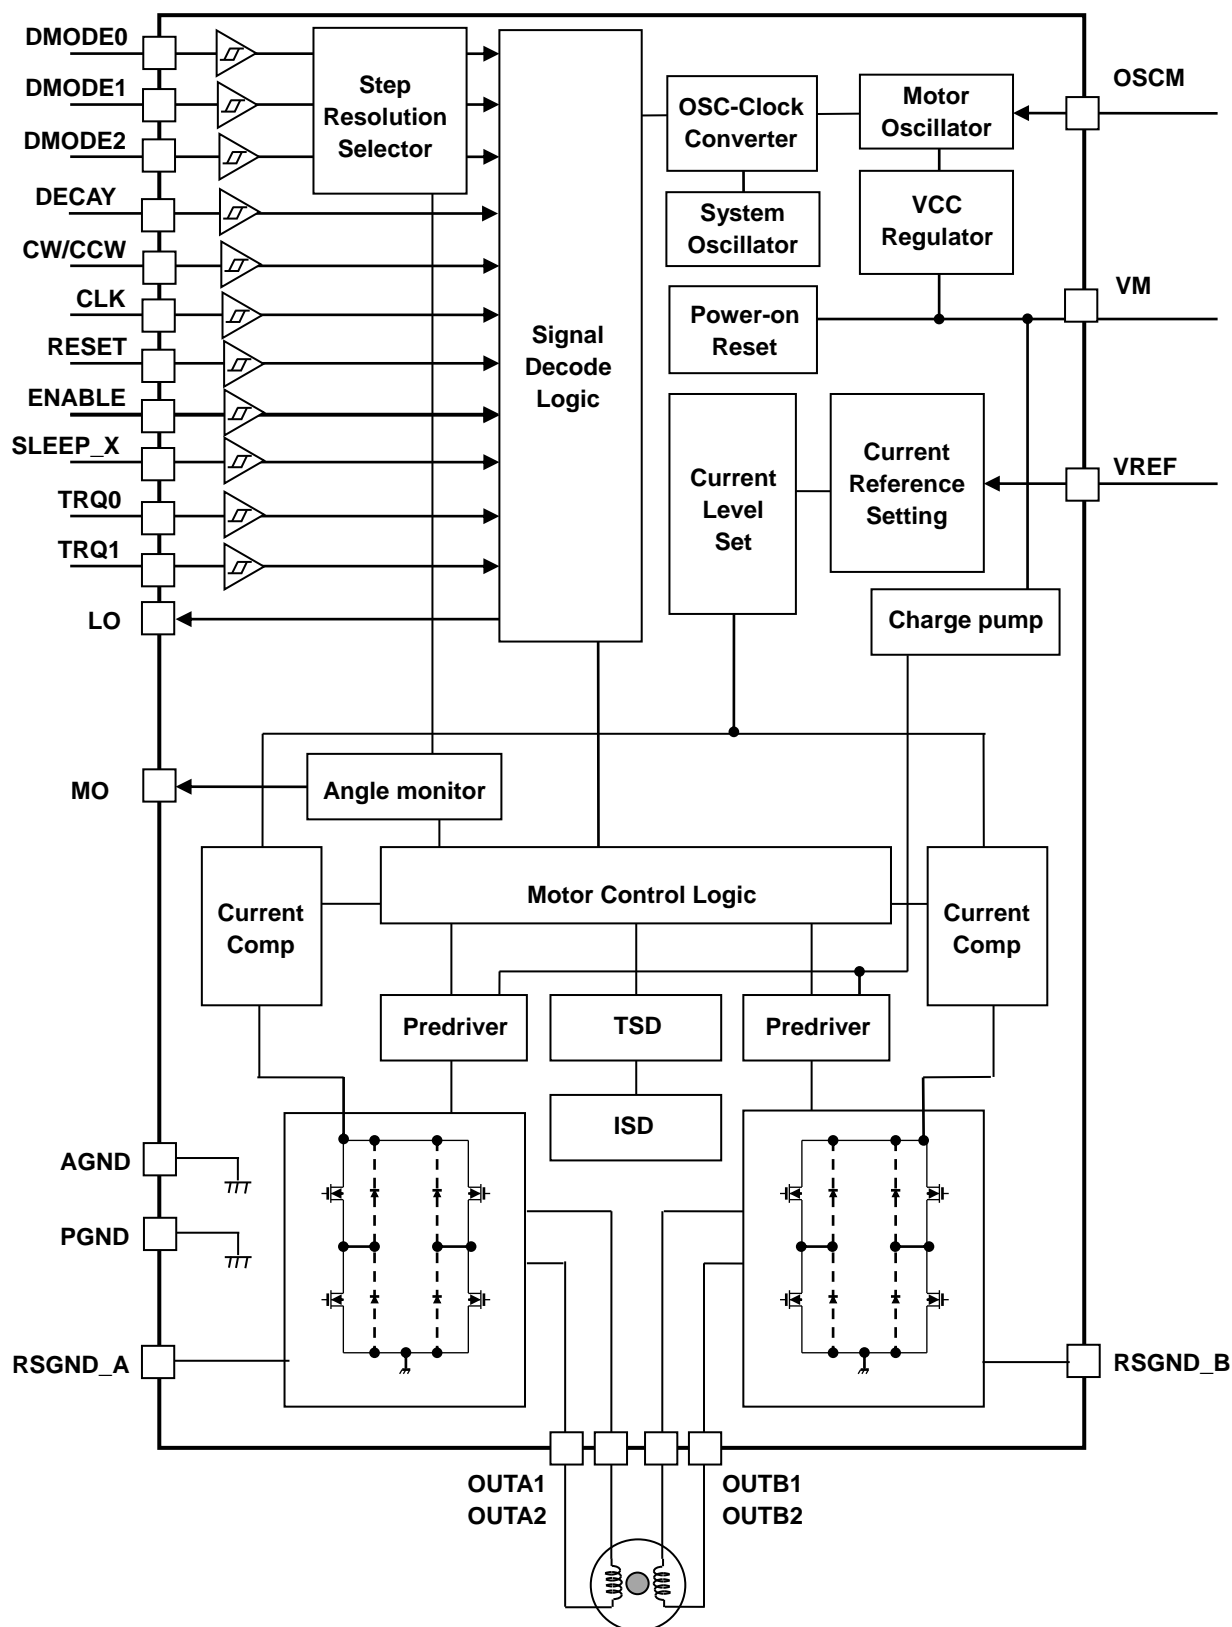 DMODE0
DMODE1
DMODE2
DECAY
CW/CCW
CLK
RESET
ENABLE
SLEEP_X
TRQ0
TRQ1
LO
MO
AGND
PGND
RSGND_A
Step
Resolution
Selector
Signal
Decode
Logic
OSC-Clock
Converter
Motor
Oscillator
System
Oscillator
VCC
Regulator
Power-on
Reset
Current
Level
Set
Current
Reference
Setting
Charge pump
OSCM
VM
VREF
Angle monitor
Motor Control Logic
Current
Comp
Current
Comp
Predriver
TSD
Predriver
ISD
RSGND_B
OUTA1
OUTA2
OUTB1
OUTB2